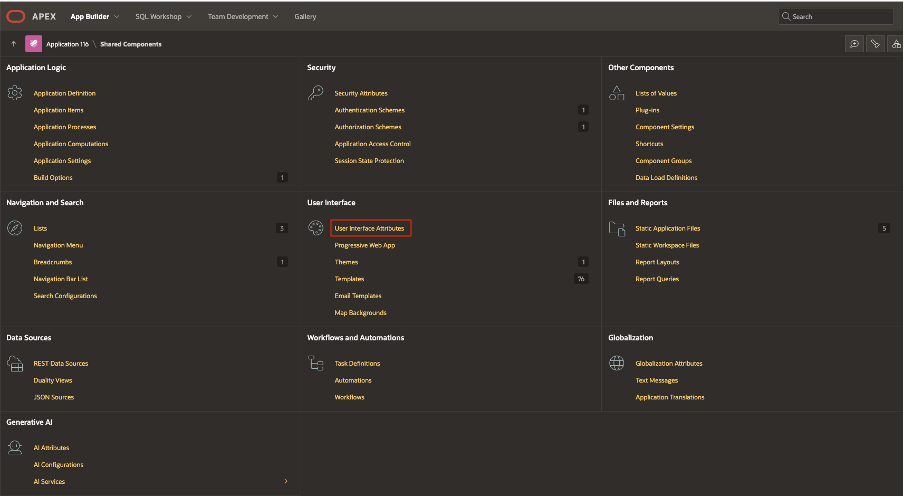 APEX App Builder SQL Workshop Team Development Gallery Search
Application 116 \ Shared Components
Application Logic
Application Definition
Application Items
Application Processes
Application Computations
Application Settings
Build Options 1
Security
Security Attributes
Authentication Schemes 1
Authorization Schemes 1
Application Access Control
Session State Protection
Other Components
Lists of Values
Plug-ins
Component Settings
Shortcuts
Component Groups
Data Load Definitions
Navigation and Search
Lists 5
Navigation Menu
Breadcrumbs 1
Navigation Bar List
Search Configurations
User Interface
User Interface Attributes
Progressive Web App
Themes 1
Templates 76
Email Templates
Map Backgrounds
Files and Reports
Static Application Files 5
Static Workspace Files
Report Layouts
Report Queries
Data Sources
REST Data Sources
Duality Views
JSON Sources
Workflows and Automations
Task Definitions
Automations
Workflows
Globalization
Globalization Attributes
Text Messages
Application Translations
Generative AI
AI Attributes
AI Configurations
AI Services